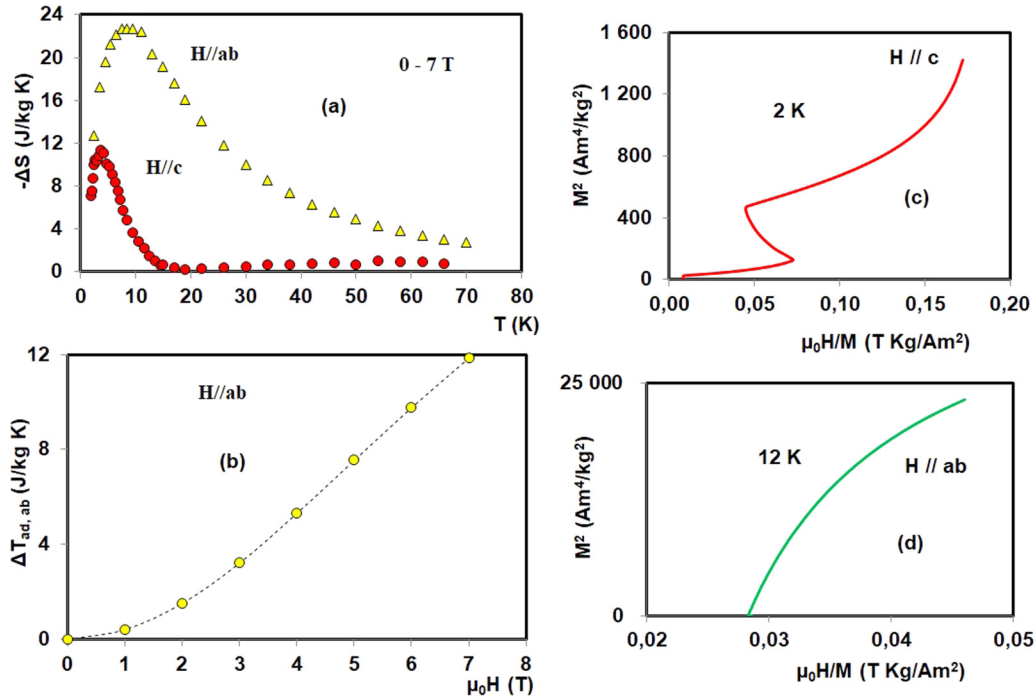 24
20
16
12
8
4
0
-ΔS (J/kg K)
H//ab
0 - 7 T
(a)
H//c
0 10 20 30 40 50 60 70 80
T (K)
1 600
1 200
800
400
0
M² (Am⁴/kg²)
H // c
2 K
(c)
0,00 0,05 0,10 0,15 0,20
μ₀H/M (T Kg/Am²)
12
8
4
0
ΔTad, ab (J/kg K)
H//ab
(b)
0 1 2 3 4 5 6 7 8
μ₀H (T)
25 000
0
M² (Am⁴/kg²)
12 K
H // ab
(d)
0,02 0,03 0,04 0,05
μ₀H/M (T Kg/Am²)